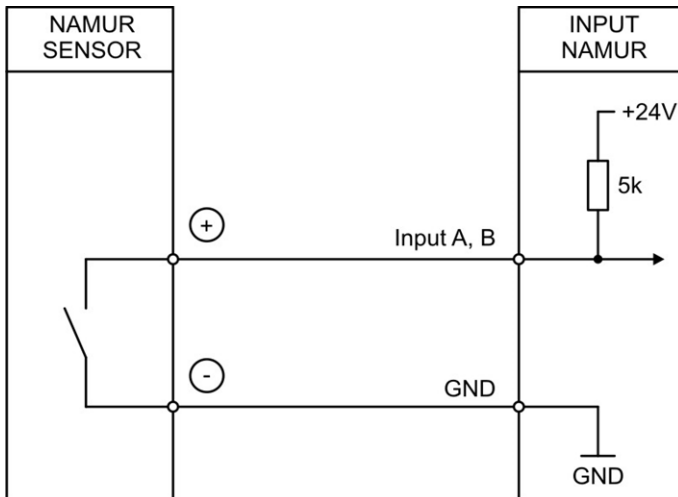 NAMUR
SENSOR
INPUT
NAMUR
+24V
5k
+
Input A, B
-
GND
GND